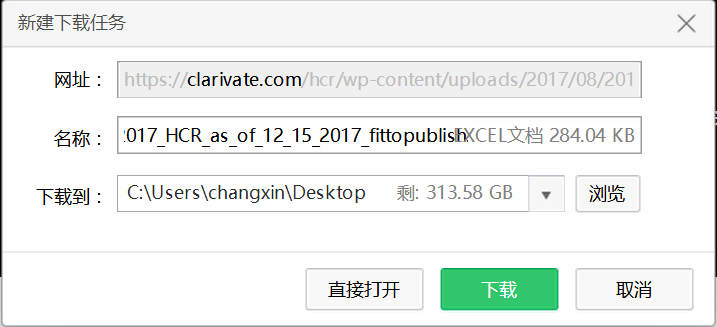 新建下载任务
网址： https://clarivate.com/hcr/wp-content/uploads/2017/08/201
名称： 2017_HCR_as_of_12_15_2017_fittopublish EXCEL文档 284.04 KB
下载到： C:\Users\changxin\Desktop 剩: 313.58 GB 浏览
直接打开 下载 取消